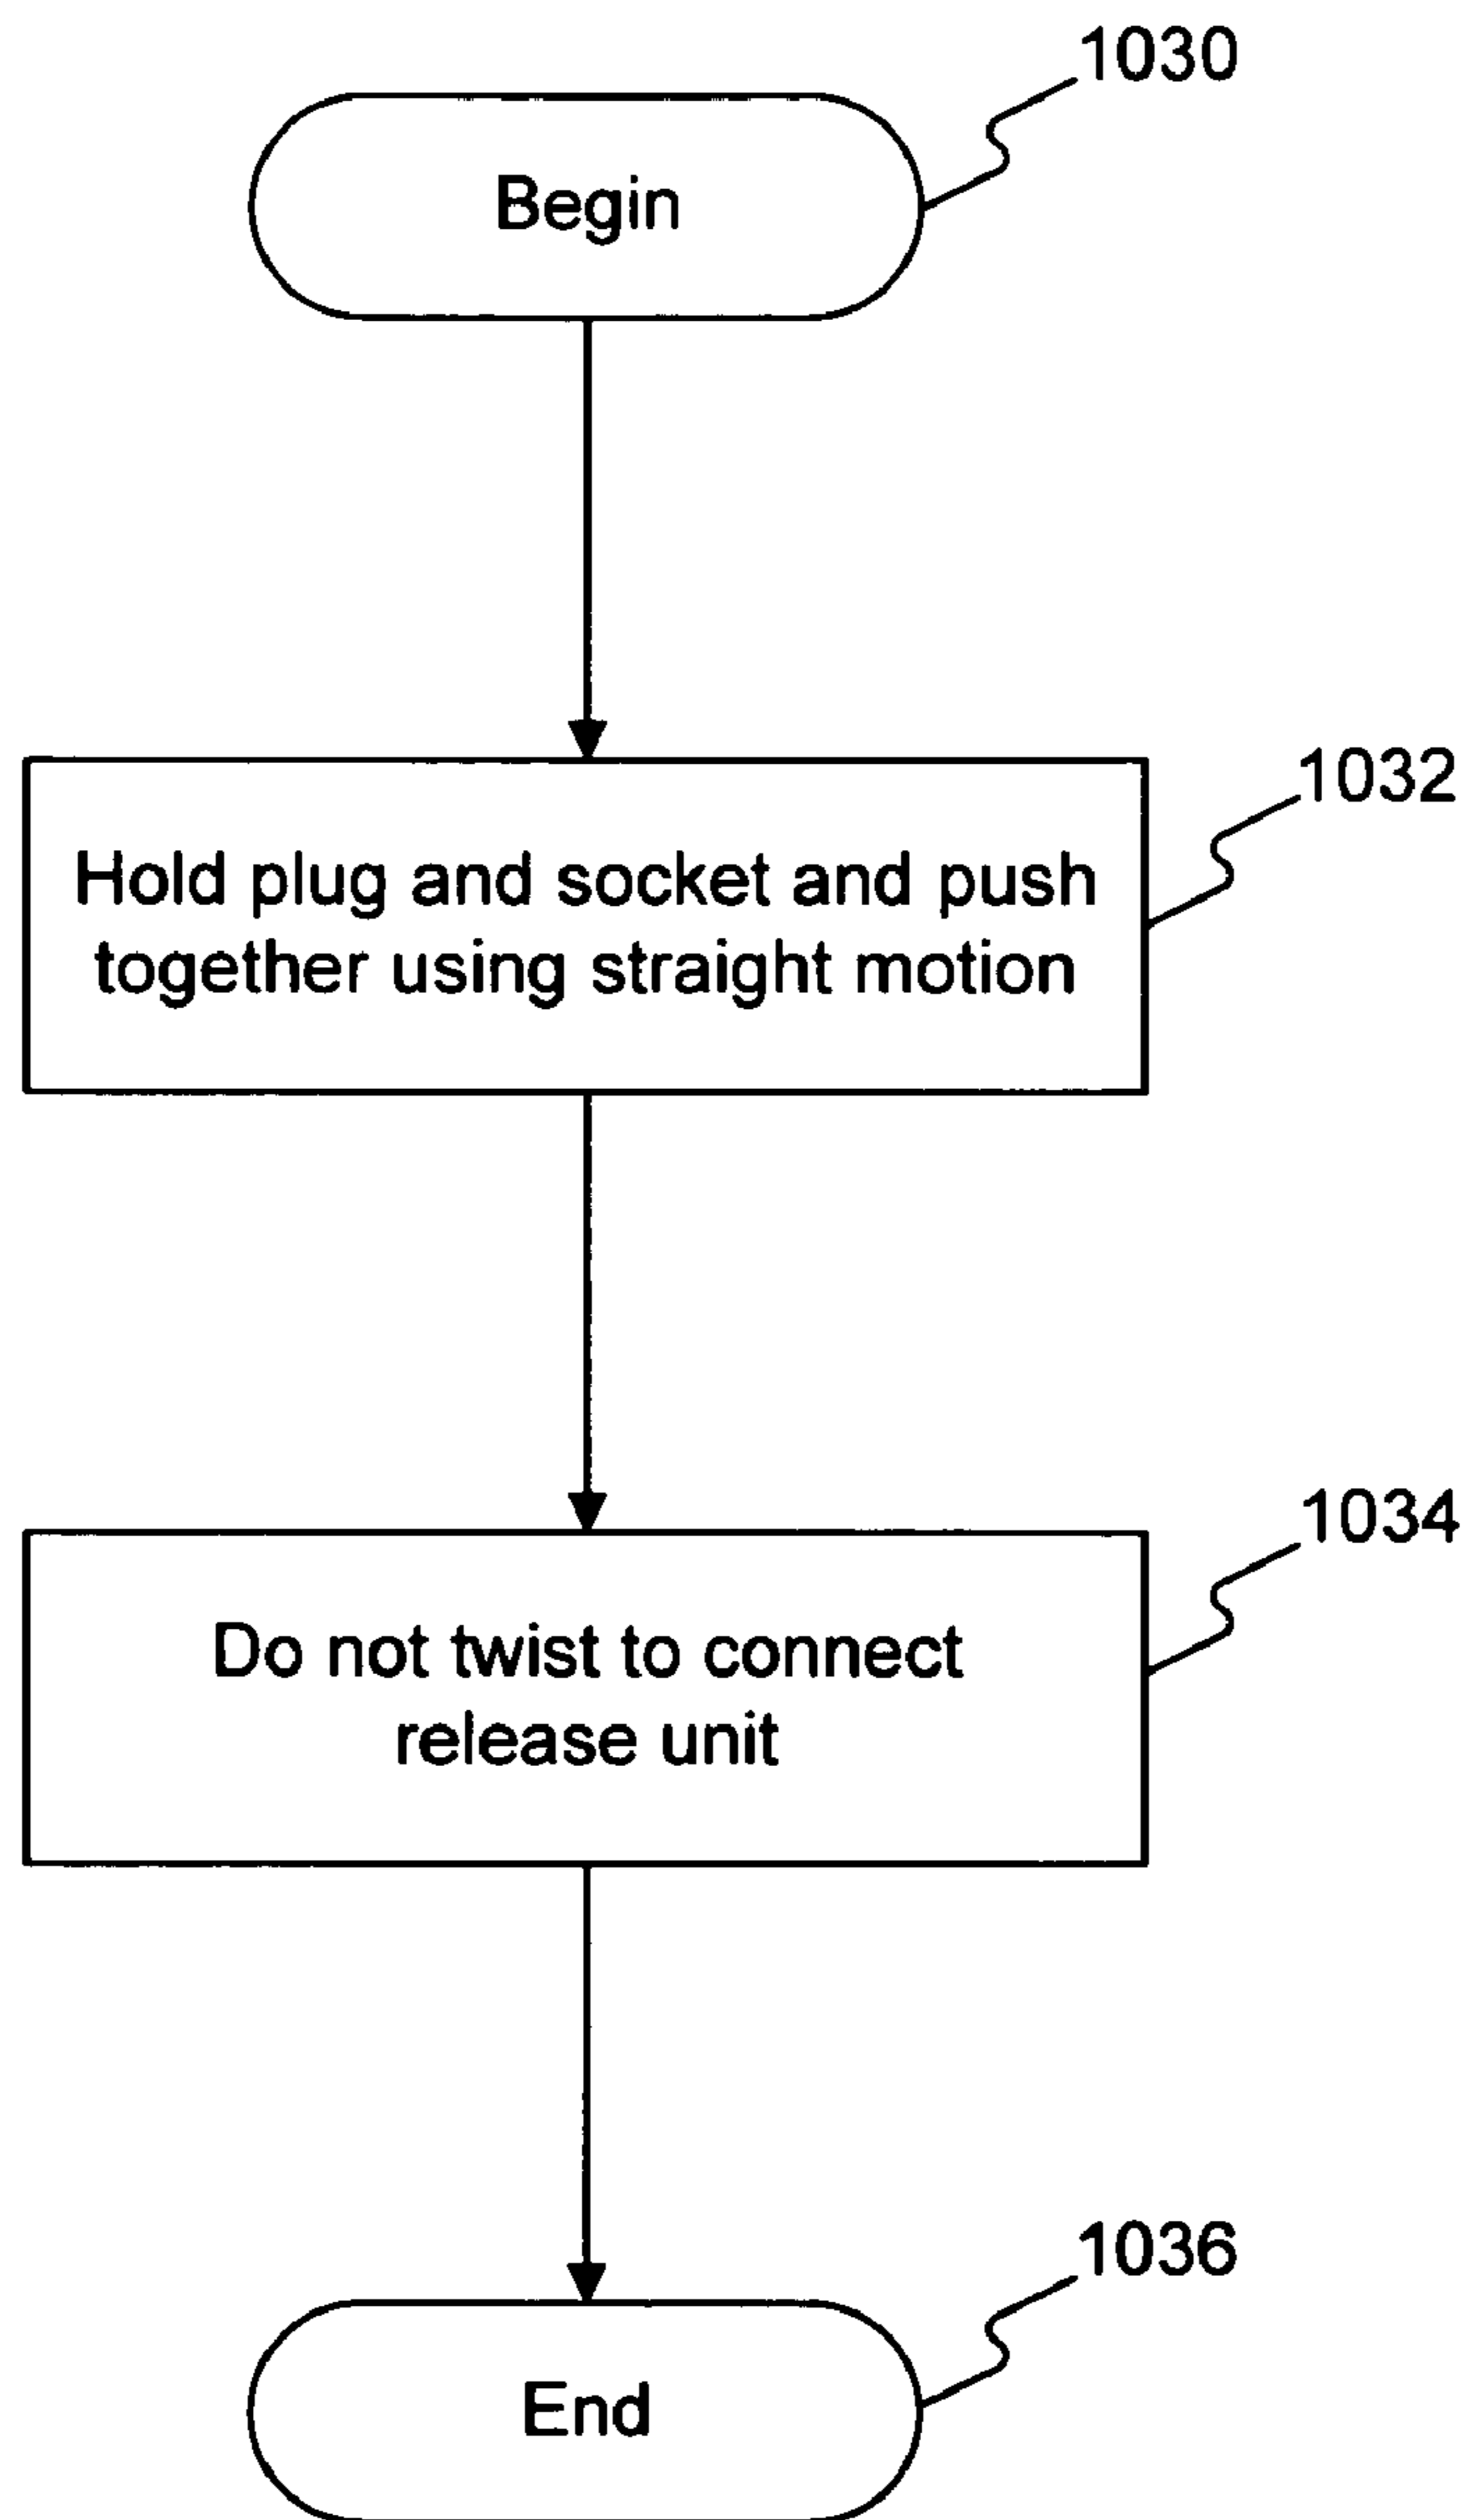 1030
Begin
1032
Hold plug and socket and push
together using straight motion
1034
Do not twist to connect
release unit
1036
End